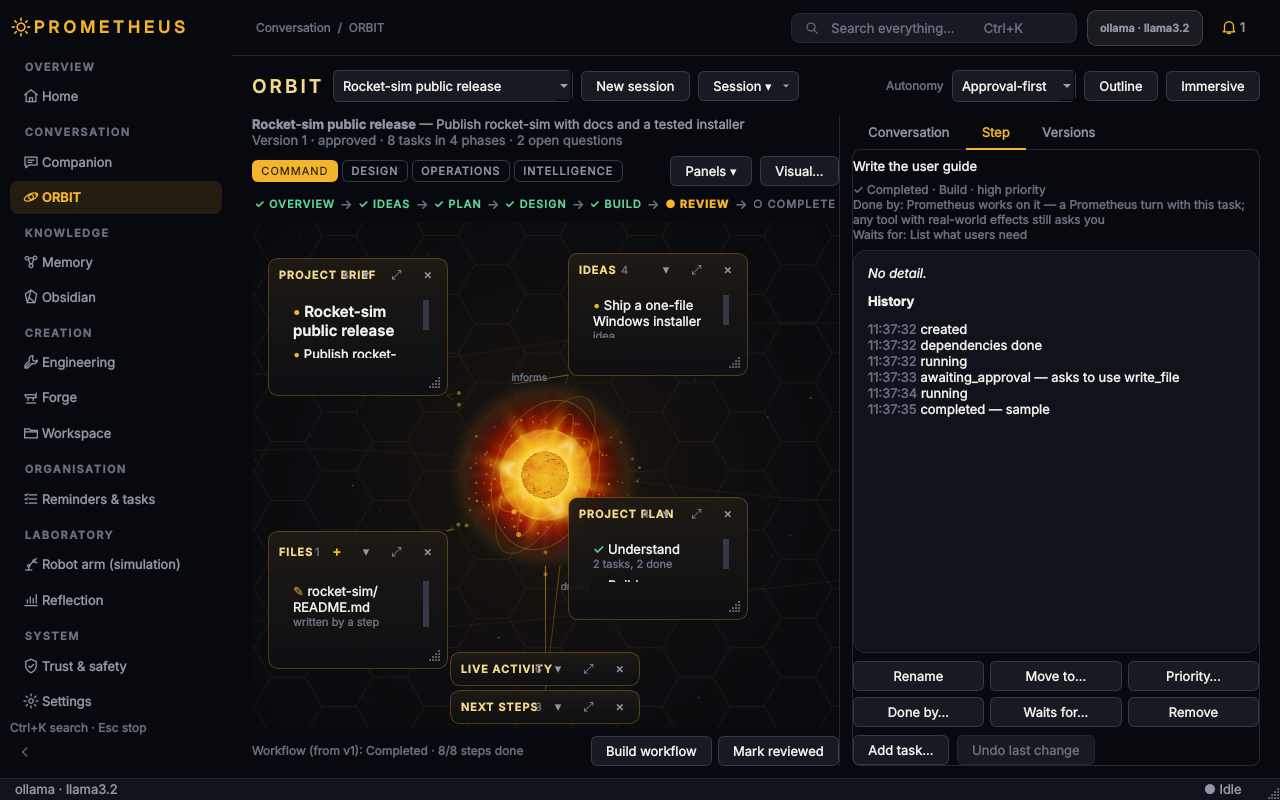 PROMETHEUS
Conversation / ORBIT
Search everything... Ctrl+K
ollama · llama3.2
1
OVERVIEW
Home
CONVERSATION
Companion
ORBIT
KNOWLEDGE
Memory
Obsidian
CREATION
Engineering
Forge
Workspace
ORGANISATION
Reminders & tasks
LABORATORY
Robot arm (simulation)
Reflection
SYSTEM
Trust & safety
Settings
Ctrl+K search · Esc stop
ORBIT
Rocket-sim public release
New session
Session ▾
Autonomy
Approval-first
Outline
Immersive
Rocket-sim public release — Publish rocket-sim with docs and a tested installer
Version 1 · approved · 8 tasks in 4 phases · 2 open questions
COMMAND
DESIGN
OPERATIONS
INTELLIGENCE
Panels ▾
Visual...
✓ OVERVIEW → ✓ IDEAS → ✓ PLAN → ✓ DESIGN → ✓ BUILD → ● REVIEW → ○ COMPLETE
PROJECT BRIEF
• Rocket-sim
public release
• Publish rocket-
IDEAS 4
• Ship a one-file
Windows installer
idea
informs
PROJECT PLAN
✓ Understand
2 tasks, 2 done
FILES 1 +
✎ rocket-sim/
README.md
written by a step
LIVE ACTIVITY
NEXT STEPS
Workflow (from v1): Completed · 8/8 steps done
Build workflow
Mark reviewed
Conversation
Step
Versions
Write the user guide
✓ Completed · Build · high priority
Done by: Prometheus works on it — a Prometheus turn with this task;
any tool with real-world effects still asks you
Waits for: List what users need
No detail.
History
11:37:32 created
11:37:32 dependencies done
11:37:32 running
11:37:33 awaiting_approval — asks to use write_file
11:37:34 running
11:37:35 completed — sample
Rename
Move to...
Priority...
Done by...
Waits for...
Remove
Add task...
Undo last change
ollama · llama3.2
Idle